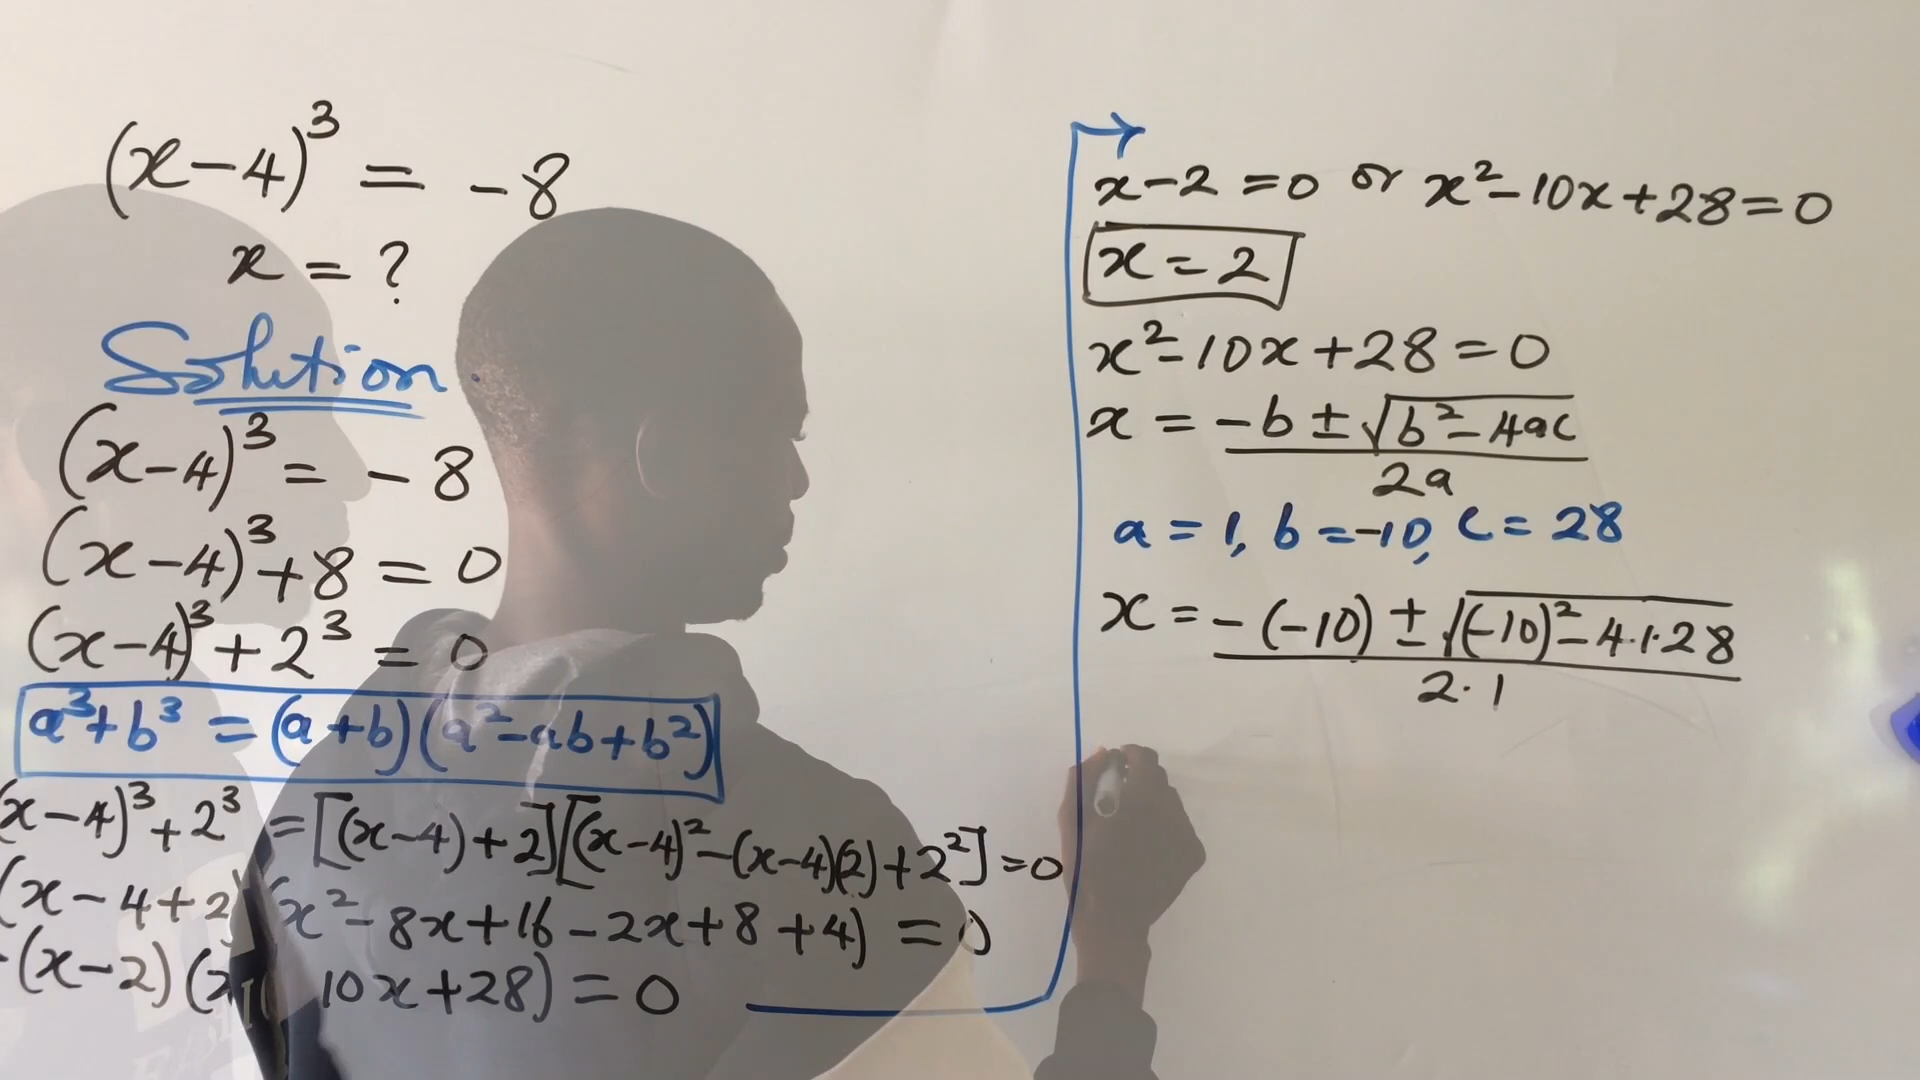 (x-4)³ = -8
x = ?
Solution
(x-4)³ = -8
(x-4)³+8 = 0
(x-4)³+2³ = 0
a³+b³ = (a+b)(a²-ab+b²)
(x-4)³+2³ = [(x-4)+2][(x-4)²-(x-4)(2)+2²]=0
(x-4+2)(x²-8x+16-2x+8+4) = 0
(x-2)( 10x+28) = 0
x-2=0 or x²-10x+28=0
x=2
x²-10x+28=0
x = -b±√b²-4ac
2a
a=1, b=-10, c=28
x = -(-10)±√(-10)²-4.1.28
2.1